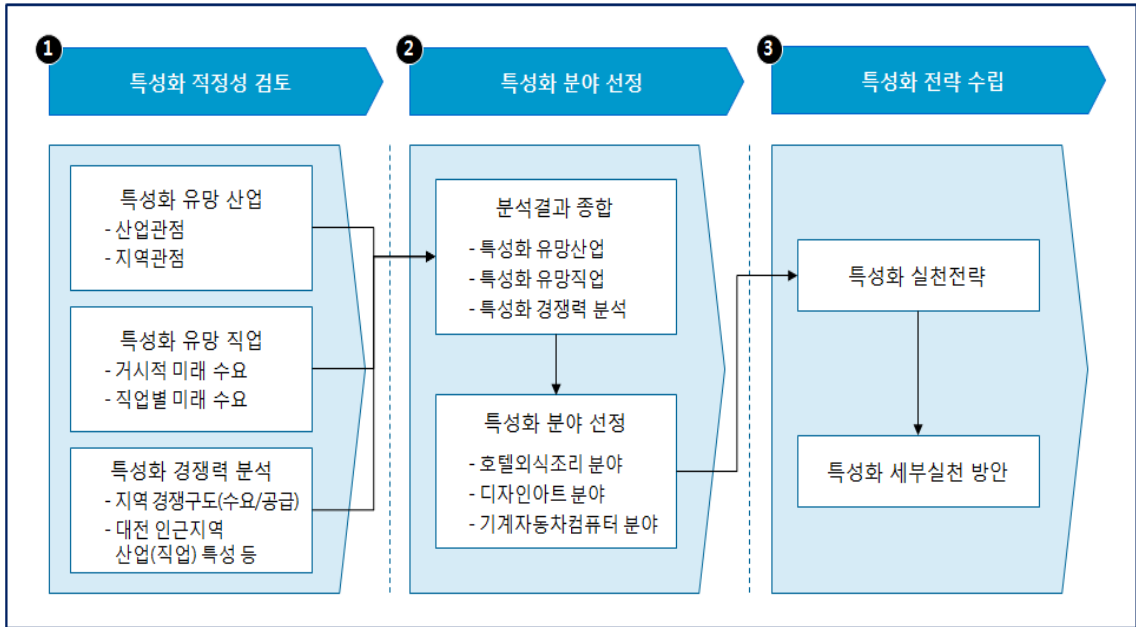 1
특성화 적정성 검토
2
특성화 분야 선정
3
특성화 전략 수립
특성화 유망 산업
- 산업관점
- 지역관점
특성화 유망 직업
- 거시적 미래 수요
- 직업별 미래 수요
특성화 경쟁력 분석
- 지역 경쟁구도(수요/공급)
- 대전 인근지역
산업(직업) 특성 등
분석결과 종합
- 특성화 유망산업
- 특성화 유망직업
- 특성화 경쟁력 분석
특성화 분야 선정
- 호텔외식조리 분야
- 디자인아트 분야
- 기계자동차컴퓨터 분야
특성화 실천전략
특성화 세부실천 방안